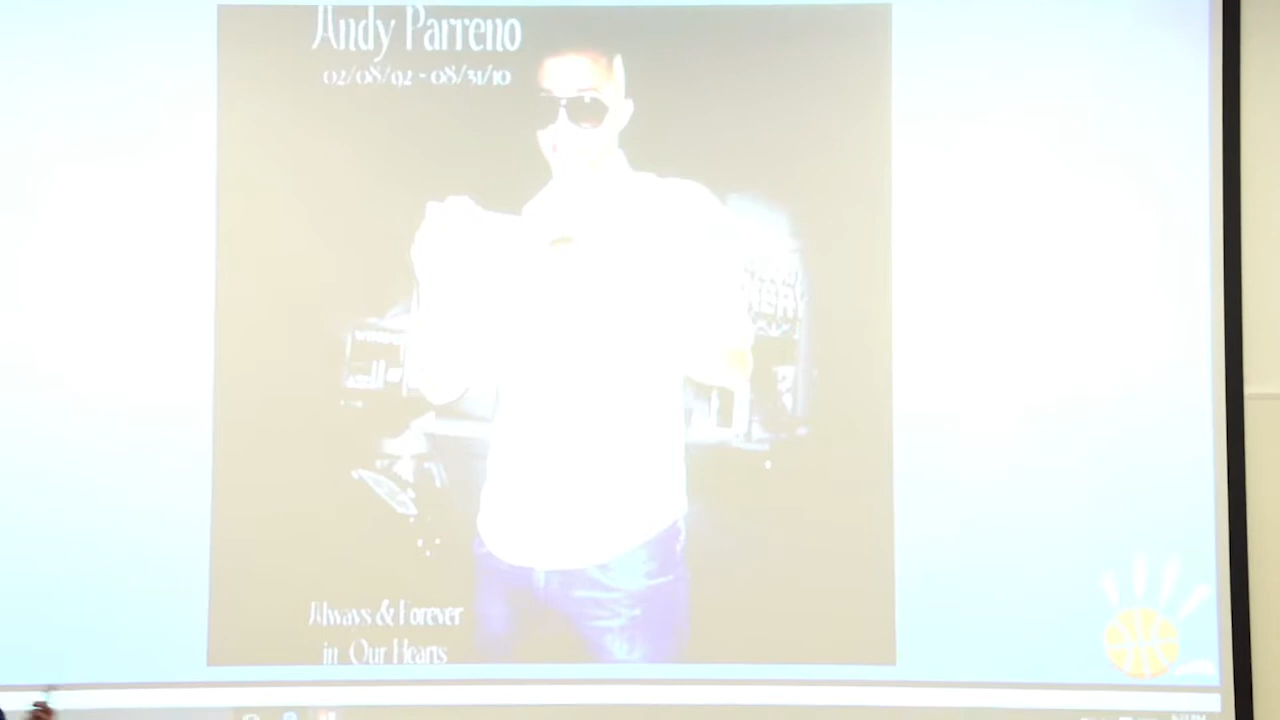 Andy Parreno
02/08/92 - 08/31/10
Always & Forever
in Our Hearts